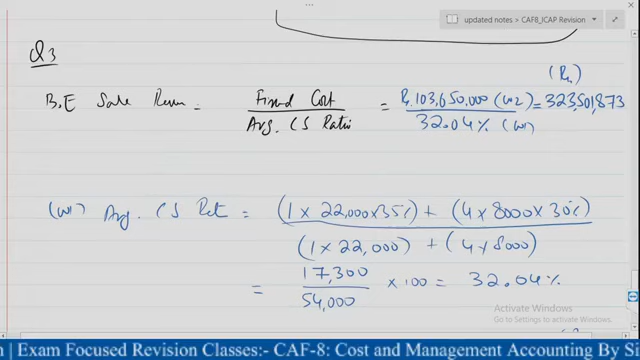 updated notes > CAF8_ICAP Revision
Q3
(Rs)
B.E Sale Ren = Fixed Cost / Avg. CS Ratio = Rs.103,650,000 (W2) / 32.04% (W1) = 323,501,873
(W1) Avg. CS Rat = (1 x 22,000 x 35%) + (4 x 8000 x 30%) / (1 x 22,000) + (4 x 8000)
= 17,300 / 54,000 x 100 = 32.04%
Activate Windows
Go to Settings to activate Windows.
| Exam Focused Revision Classes:- CAF-8: Cost and Management Accounting By Si